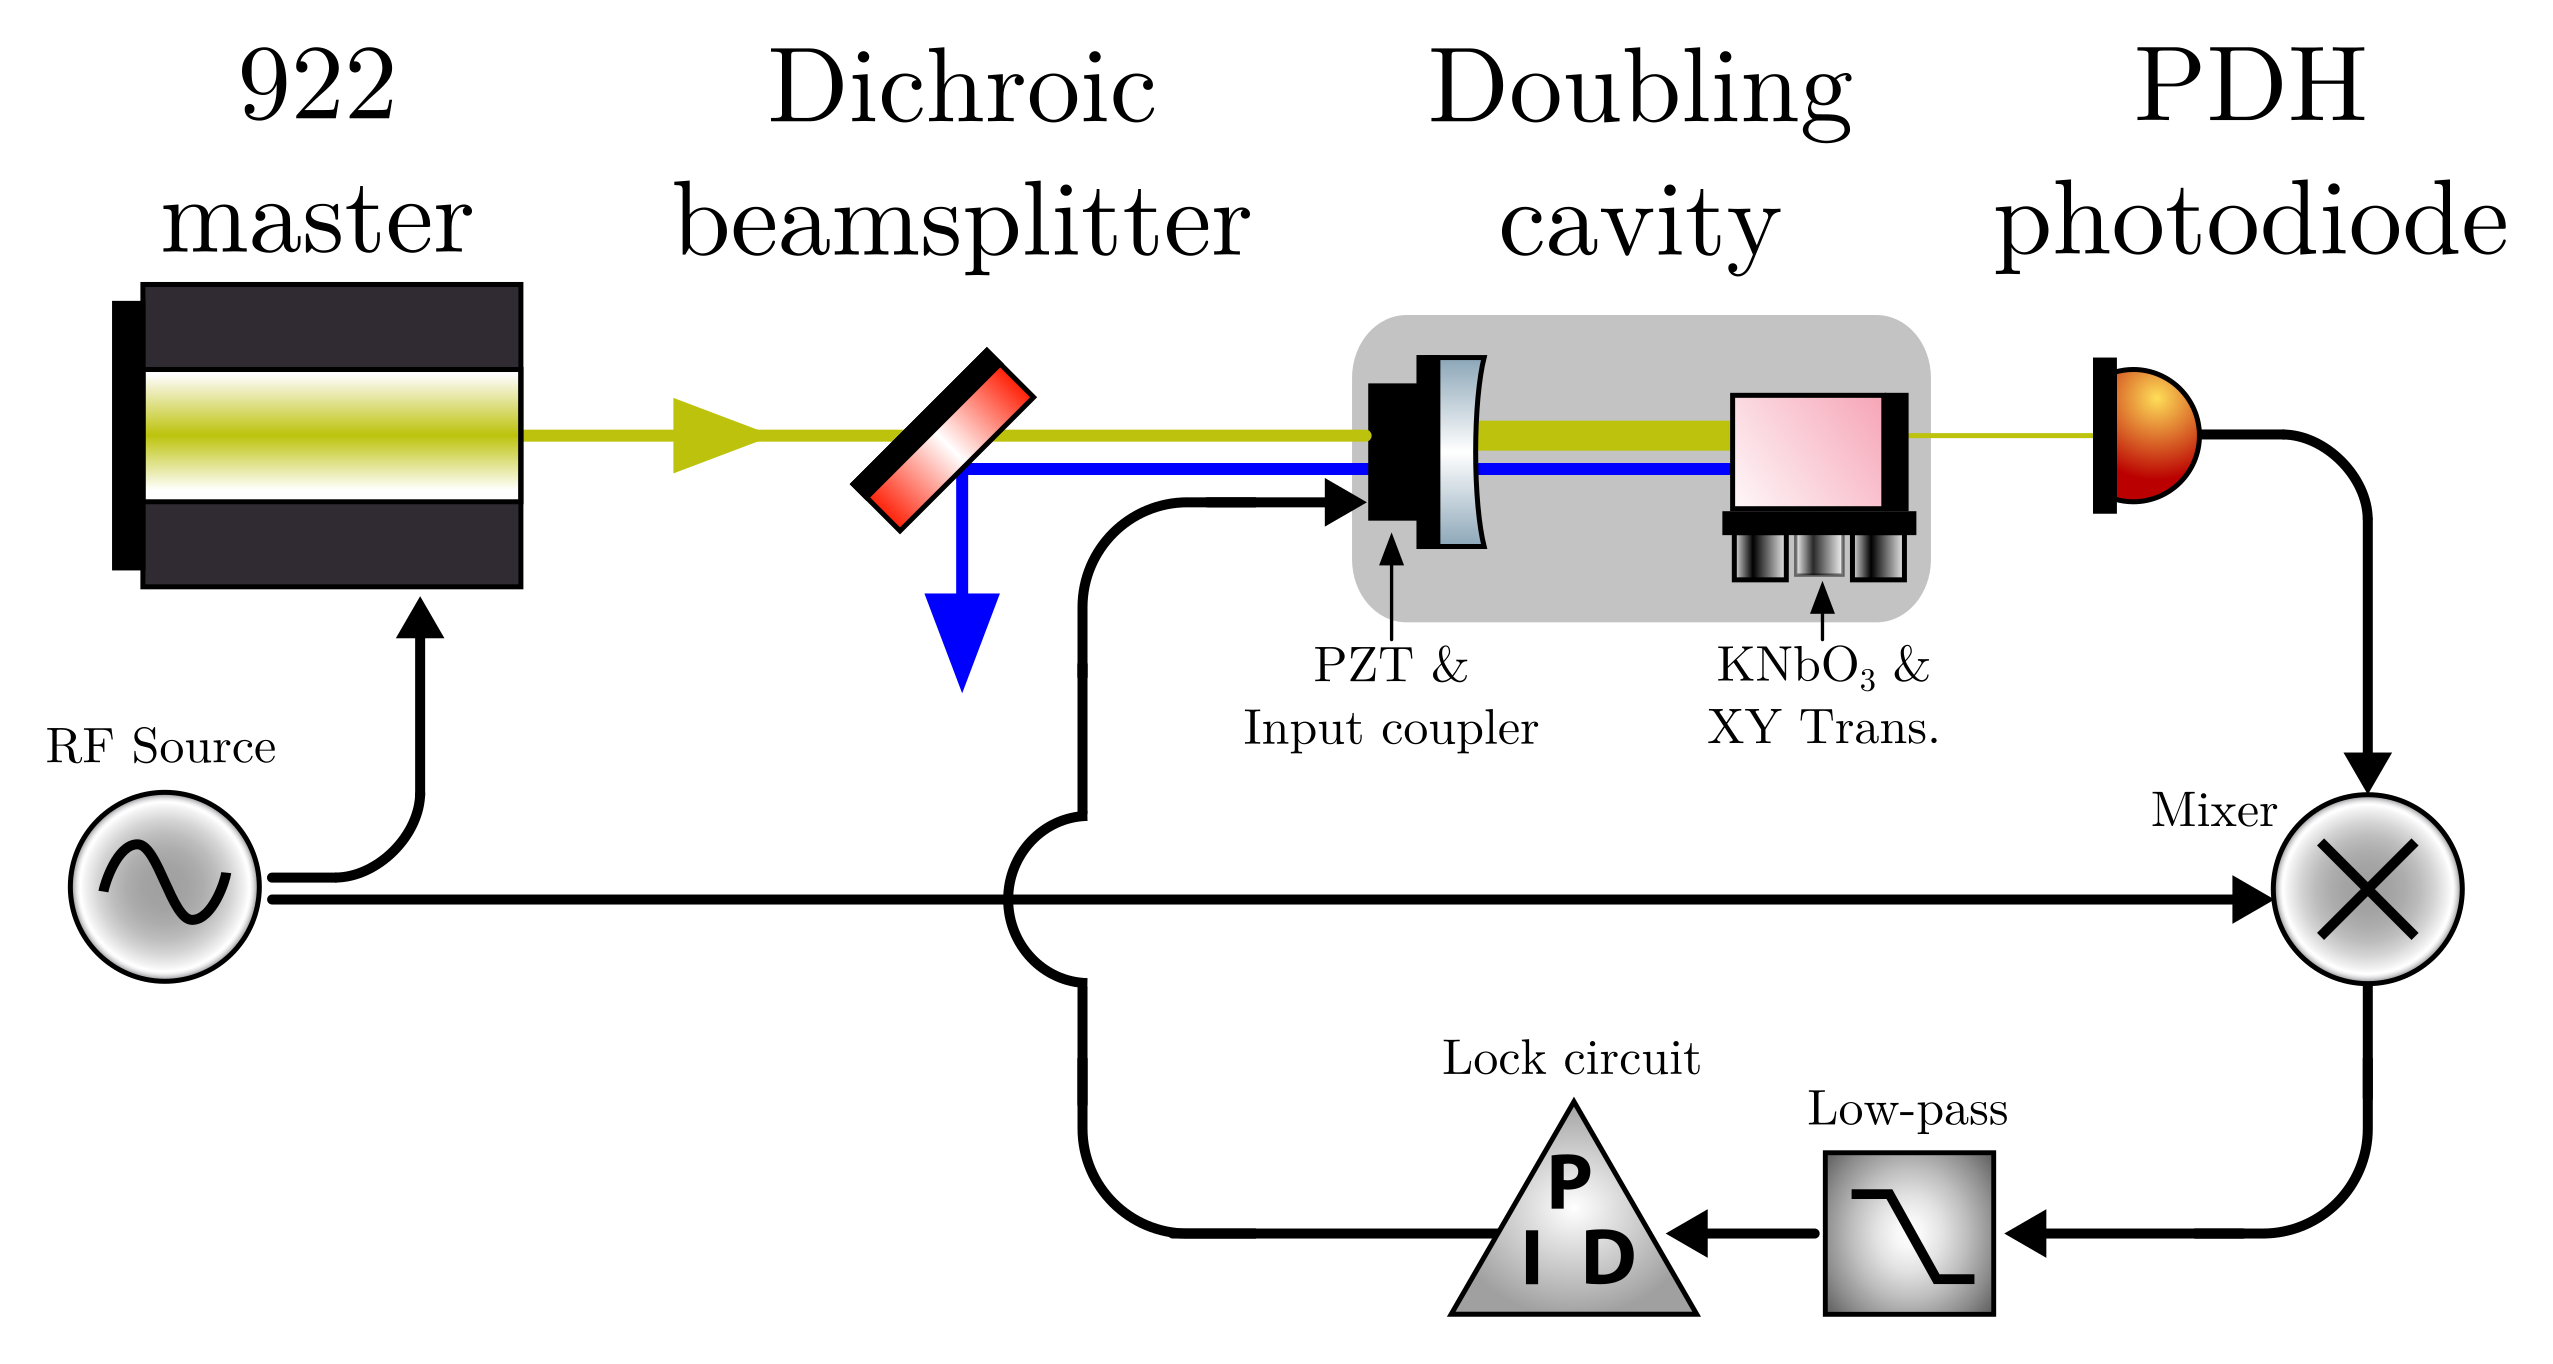 922
master
Dichroic
beamsplitter
Doubling
cavity
PDH
photodiode
PZT &
Input coupler
KNbO₃ &
XY Trans.
RF Source
Mixer
Lock circuit
Low-pass
P
I D